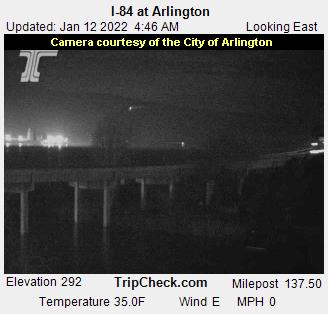 I-84 at Arlington
Updated: Jan 12 2022 4:46 AM Looking East
Camera courtesy of the City of Arlington
Elevation 292 TripCheck.com Milepost 137.50
Temperature 35.0F Wind E MPH 0